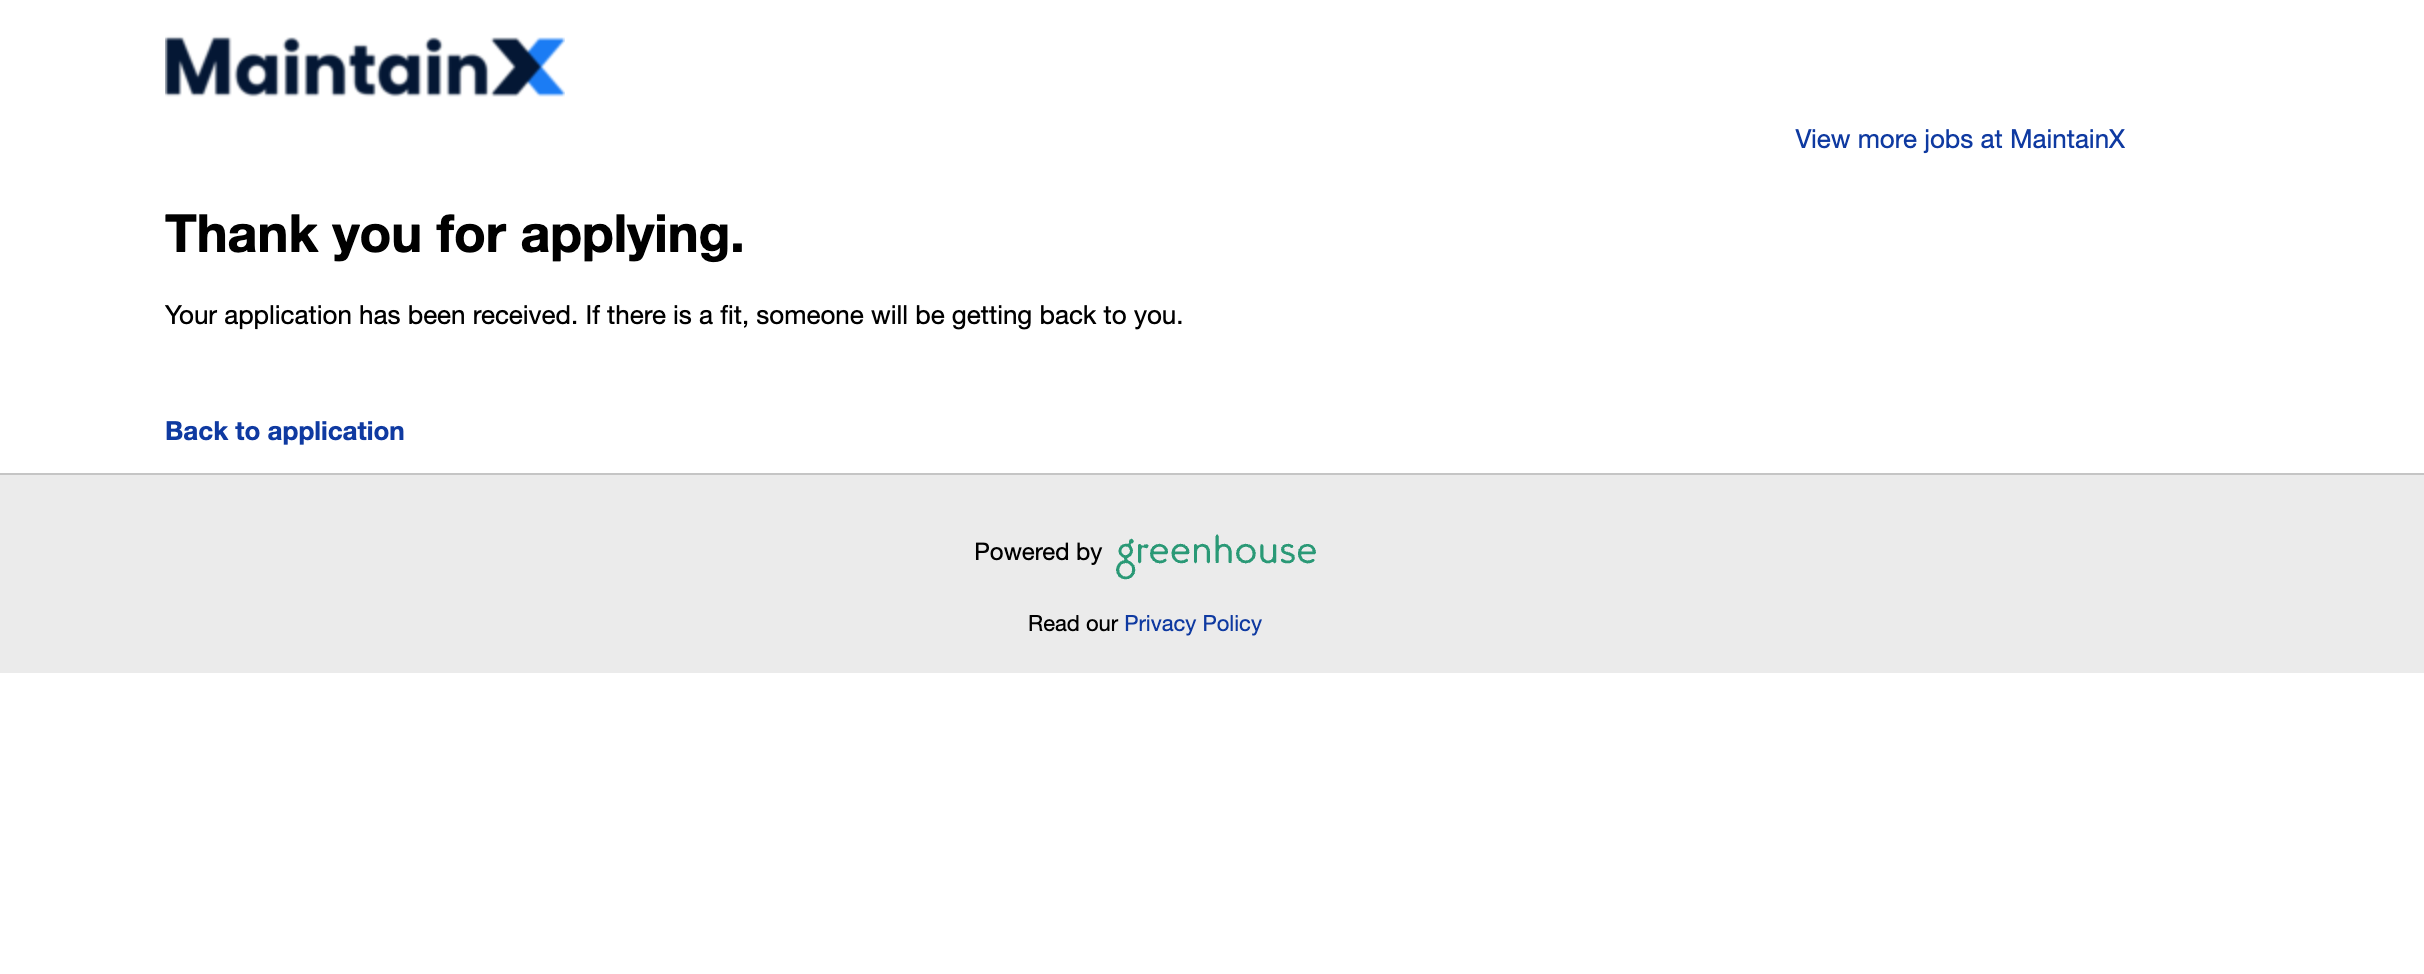 MaintainX
View more jobs at MaintainX
Thank you for applying.
Your application has been received. If there is a fit, someone will be getting back to you.
Back to application
Powered by greenhouse
Read our Privacy Policy